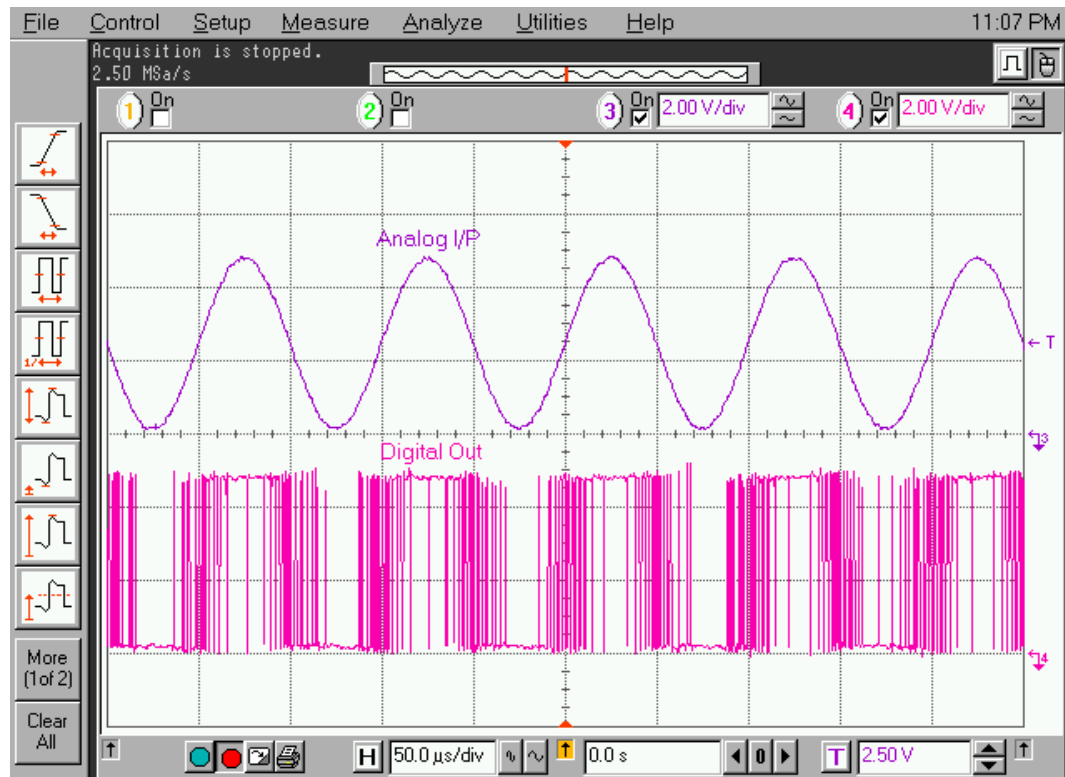 File Control Setup Measure Analyze Utilities Help 11:07 PM
Acquisition is stopped.
2.50 MSa/s
1 On 2 On 3 On 2.00 V/div 4 On 2.00 V/div
Analog I/P
T
3
Digital Out
4
1/
More
(1of 2)
Clear
All
H 50.0 µs/div 0.0 s 0 T 2.50 V